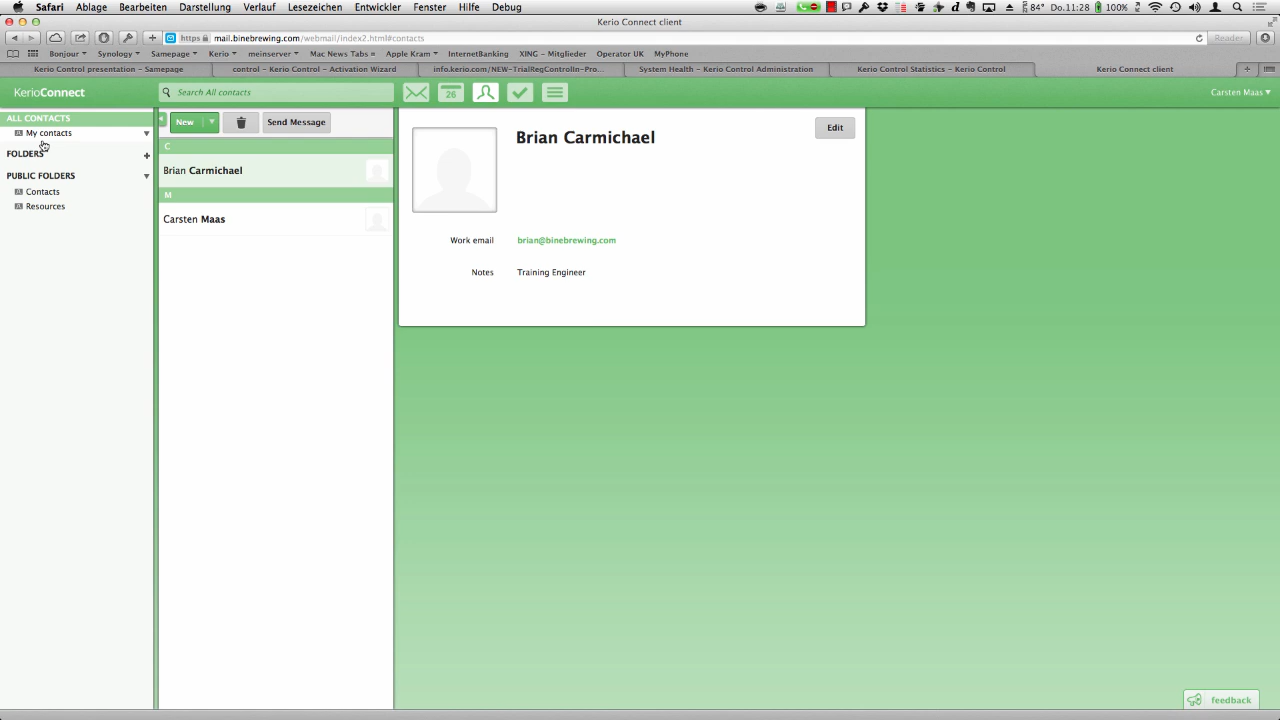 Safari Ablage Bearbeiten Darstellung Verlauf Lesezeichen Entwickler Fenster Hilfe Debug 84° Do.11:28 100%
Kerio Connect client
https mail.binebrewing.com/webmail/index2.html#contacts Reader
Bonjour Synology Samepage Kerio meinserver Mac News Tabs Apple Kram InternetBanking XING – Mitglieder Operator UK MyPhone
Kerio Control presentation – Samepage control – Kerio Control – Activation Wizard info.kerio.com/NEW-TrialRegControlIn-Pro... System Health – Kerio Control Administration Kerio Control Statistics – Kerio Control Kerio Connect client
KerioConnect Search All contacts 26 Carsten Maas
ALL CONTACTS
My contacts
FOLDERS
PUBLIC FOLDERS
Contacts
Resources
New Send Message
C
Brian Carmichael
M
Carsten Maas
Brian Carmichael Edit
Work email brian@binebrewing.com
Notes Training Engineer
feedback